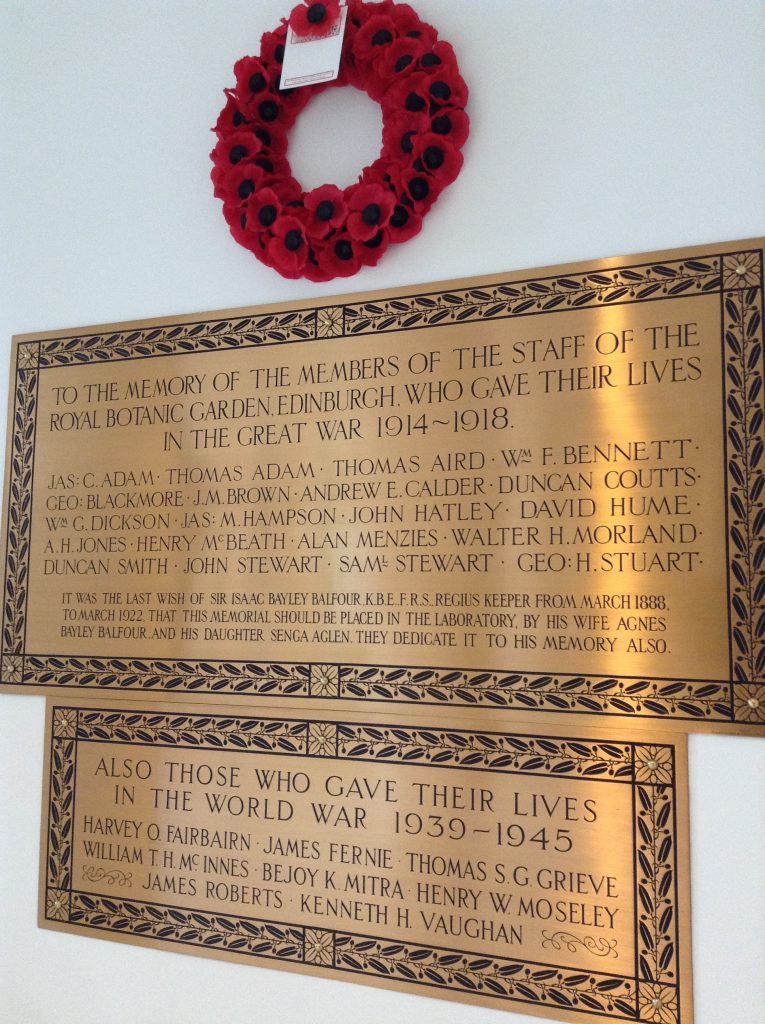 TO THE MEMORY OF THE MEMBERS OF THE STAFF OF THE
ROYAL BOTANIC GARDEN, EDINBURGH, WHO GAVE THEIR LIVES
IN THE GREAT WAR 1914~1918.
JAS: C. ADAM · THOMAS ADAM · THOMAS AIRD · Wᴹ F. BENNETT ·
GEO: BLACKMORE · J.M. BROWN · ANDREW E. CALDER · DUNCAN COUTTS ·
Wᴹ G. DICKSON · JAS: M. HAMPSON · JOHN HATLEY · DAVID HUME ·
A.H. JONES · HENRY McBEATH · ALAN MENZIES · WALTER H. MORLAND ·
DUNCAN SMITH · JOHN STEWART · SAMᴸ STEWART · GEO: H. STUART ·
IT WAS THE LAST WISH OF SIR ISAAC BAYLEY BALFOUR, K.B.E., F.R.S., REGIUS KEEPER FROM MARCH 1888,
TO MARCH 1922, THAT THIS MEMORIAL SHOULD BE PLACED IN THE LABORATORY, BY HIS WIFE AGNES
BAYLEY BALFOUR, AND HIS DAUGHTER SENGA AGLEN, THEY DEDICATE IT TO HIS MEMORY ALSO.
ALSO THOSE WHO GAVE THEIR LIVES
IN THE WORLD WAR 1939~1945
HARVEY O. FAIRBAIRN · JAMES FERNIE · THOMAS S.G. GRIEVE
WILLIAM T. H. McINNES · BEJOY K. MITRA · HENRY W. MOSELEY
JAMES ROBERTS · KENNETH H. VAUGHAN